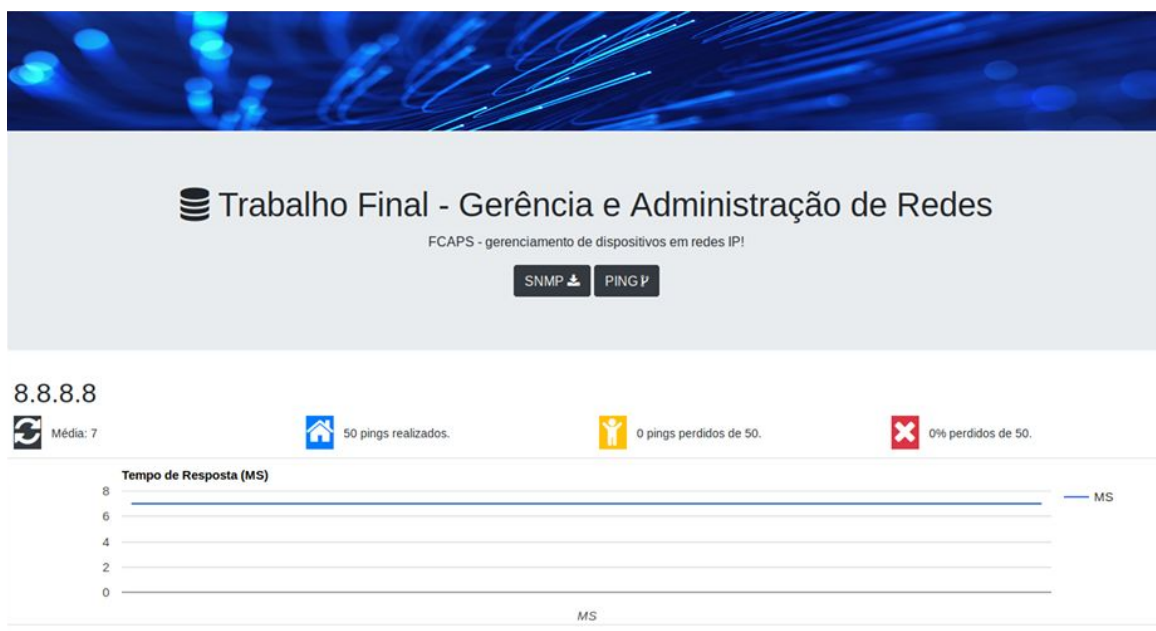 Trabalho Final - Gerência e Administração de Redes
FCAPS - gerenciamento de dispositivos em redes IP!
SNMP PING
8.8.8.8
Média: 7 50 pings realizados. 0 pings perdidos de 50. 0% perdidos de 50.
Tempo de Resposta (MS)
8
MS
6
4
2
0
MS